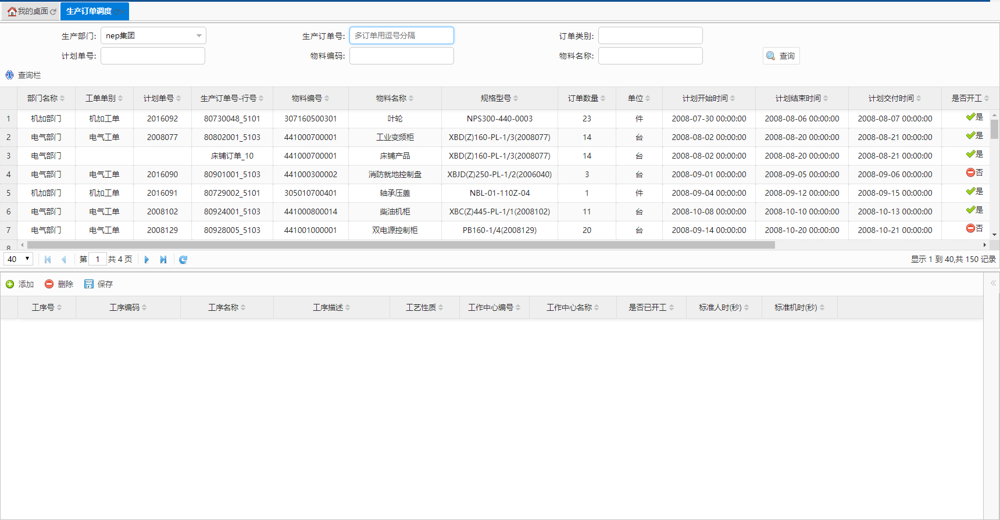 我的桌面 生产订单调度
生产部门: nep集团 生产订单号: 多订单用逗号分隔 订单类别:
计划单号: 物料编码: 物料名称: 查询
查询栏
部门名称 工单单别 计划单号 生产订单号-行号 物料编号 物料名称 规格型号 订单数量 单位 计划开始时间 计划结束时间 计划交付时间 是否开工
1 机加部门 机加工单 2016092 80730048_5101 307160500301 叶轮 NPS300-440-0003 23 件 2008-07-30 00:00:00 2008-08-06 00:00:00 2008-08-07 00:00:00 是
2 电气部门 电气工单 2008077 80802001_5103 441000700001 工业变频柜 XBD(Z)160-PL-1/3(2008077) 14 台 2008-08-02 00:00:00 2008-08-20 00:00:00 2008-08-21 00:00:00 是
3 电气部门 床铺订单_10 441000700001 床铺产品 XBD(Z)160-PL-1/3(2008077) 14 台 2008-08-02 00:00:00 2008-08-20 00:00:00 2008-08-21 00:00:00 是
4 电气部门 电气工单 2016090 80901001_5103 441000300002 消防就地控制盘 XBJD(Z)250-PL-1/2(2006040) 3 台 2008-09-01 00:00:00 2008-09-05 00:00:00 2008-09-06 00:00:00 否
5 机加部门 机加工单 2016091 80729002_5101 305010700401 轴承压盖 NBL-01-110Z-04 1 件 2008-09-04 00:00:00 2008-09-12 00:00:00 2008-09-15 00:00:00 是
6 电气部门 电气工单 2008102 80924001_5103 441000800014 柴油机柜 XBC(Z)445-PL-1/1(2008102) 11 台 2008-10-08 00:00:00 2008-10-10 00:00:00 2008-10-13 00:00:00 是
7 电气部门 电气工单 2008129 80928005_5103 441001000001 双电源控制柜 PB160-1/4(2008129) 20 台 2008-09-14 00:00:00 2008-10-20 00:00:00 2008-10-21 00:00:00 否
8
40 第 1 共 4 页 显示 1 到 40,共 150 记录
添加 删除 保存
工序号 工序编码 工序名称 工序描述 工艺性质 工作中心编号 工作中心名称 是否已开工 标准人时(秒) 标准机时(秒)